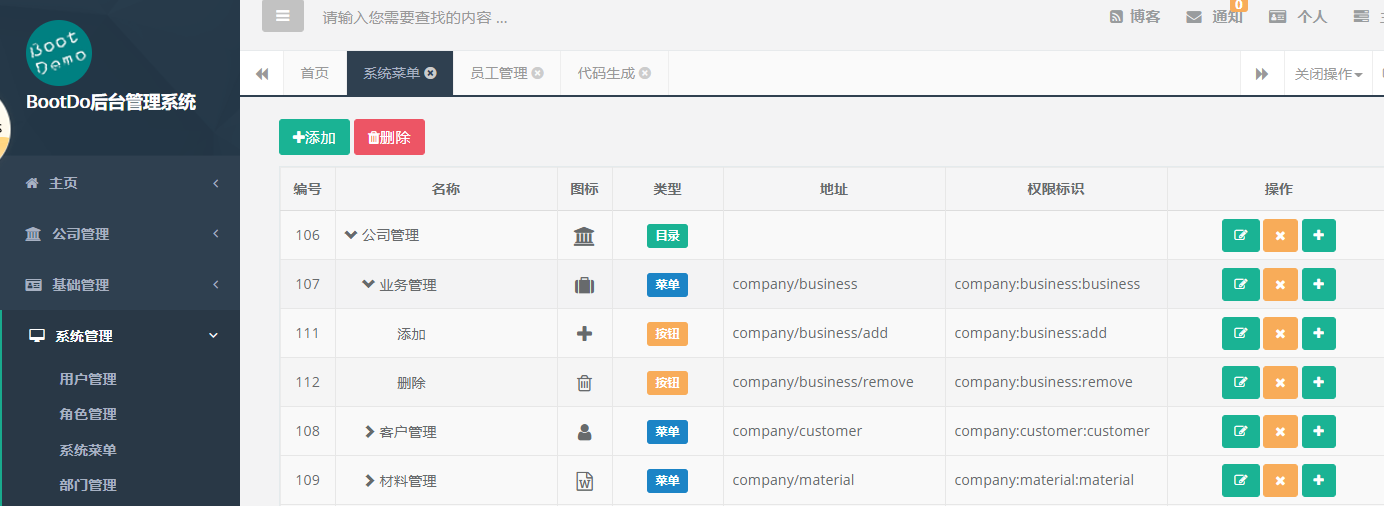 请输入您需要查找的内容 ...
博客 通知 0 个人
Boot
Demo
BootDo后台管理系统
首页 系统菜单 员工管理 代码生成 关闭操作
主页
公司管理
基础管理
系统管理
用户管理
角色管理
系统菜单
部门管理
添加 删除
编号 名称 图标 类型 地址 权限标识 操作
106 公司管理 目录
107 业务管理 菜单 company/business company:business:business
111 添加 按钮 company/business/add company:business:add
112 删除 按钮 company/business/remove company:business:remove
108 客户管理 菜单 company/customer company:customer:customer
109 材料管理 W 菜单 company/material company:material:material